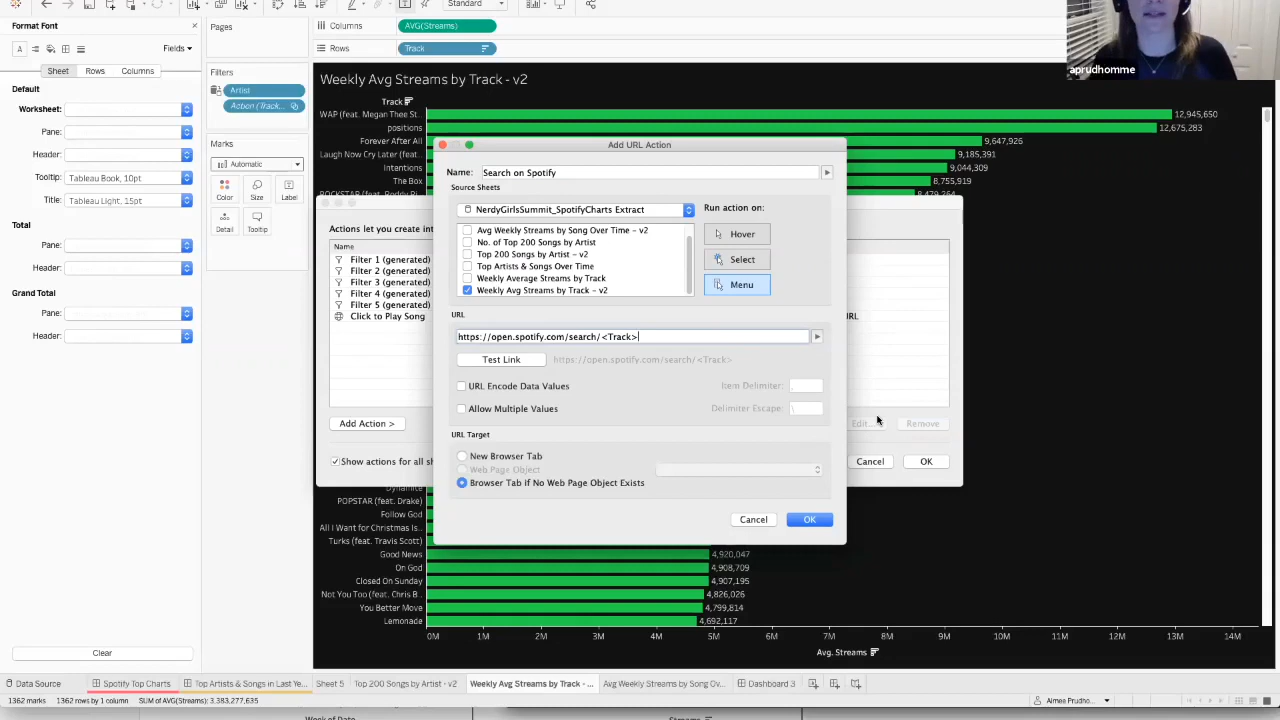 Format Font
Fields
Sheet
Rows
Columns
Default
Worksheet:
Pane:
Header:
Tooltip:
Tableau Book, 10pt
Title:
Tableau Light, 15pt
Total
Pane:
Header:
Grand Total
Pane:
Header:
Clear
Pages
Filters
Artist
Action (Track...
Marks
Automatic
Color
Size
Label
Detail
Tooltip
Standard
Columns
AVG(Streams)
Rows
Track
aprudhomme
Weekly Avg Streams by Track - v2
Track
WAP (feat. Megan Thee St.. 12,945,650
positions 12,675,283
Forever After All 9,647,926
Laugh Now Cry Later (feat.. 9,185,391
Intentions 9,044,309
The Box 8,755,919
Actions let you create int
Name
Filter 1 (generated)
Filter 2 (generated)
Filter 3 (generated)
Filter 4 (generated)
Filter 5 (generated)
Click to Play Song
URL
Add Action >
Edit...
Remove
Show actions for all sh
Cancel
OK
Add URL Action
Name: Search on Spotify
Source Sheets
NerdyGirlsSummit_SpotifyCharts Extract
Avg Weekly Streams by Song Over Time - v2
No. of Top 200 Songs by Artist
Top 200 Songs by Artist - v2
Top Artists & Songs Over Time
Weekly Average Streams by Track
Weekly Avg Streams by Track - v2
Run action on:
Hover
Select
Menu
URL
https://open.spotify.com/search/<Track>
Test Link
https://open.spotify.com/search/<Track>
URL Encode Data Values
Item Delimiter:
Allow Multiple Values
Delimiter Escape:
\
URL Target
New Browser Tab
Web Page Object
Browser Tab if No Web Page Object Exists
Cancel
OK
POPSTAR (feat. Drake)
Follow God
All I Want for Christmas Is..
Turks (feat. Travis Scott)
Good News 4,920,047
On God 4,908,709
Closed On Sunday 4,907,195
Not You Too (feat. Chris B.. 4,826,026
You Better Move 4,799,814
Lemonade 4,692,117
0M 1M 2M 3M 4M 5M 6M 7M 8M 9M 10M 11M 12M 13M 14M
Avg. Streams
Data Source
Spotify Top Charts
Top Artists & Songs in Last Ye...
Sheet 5
Top 200 Songs by Artist - v2
Weekly Avg Streams by Track - ...
Avg Weekly Streams by Song Ov...
Dashboard 3
1362 marks 1362 rows by 1 column SUM of AVG(Streams): 3,383,277,635
Aimee Prudho...